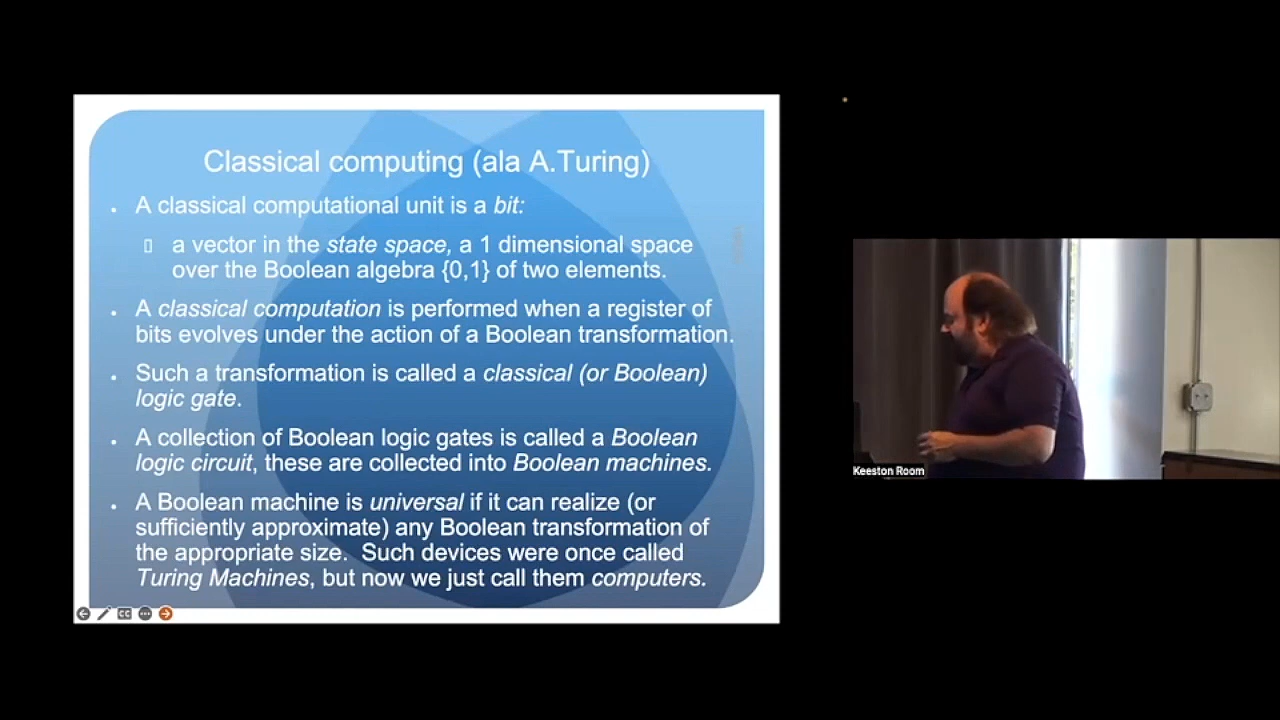 Classical computing (ala A.Turing)
A classical computational unit is a bit:
a vector in the state space, a 1 dimensional space
over the Boolean algebra {0,1} of two elements.
A classical computation is performed when a register of
bits evolves under the action of a Boolean transformation.
Such a transformation is called a classical (or Boolean)
logic gate.
A collection of Boolean logic gates is called a Boolean
logic circuit, these are collected into Boolean machines.
A Boolean machine is universal if it can realize (or
sufficiently approximate) any Boolean transformation of
the appropriate size. Such devices were once called
Turing Machines, but now we just call them computers.
CC
Keeston Room